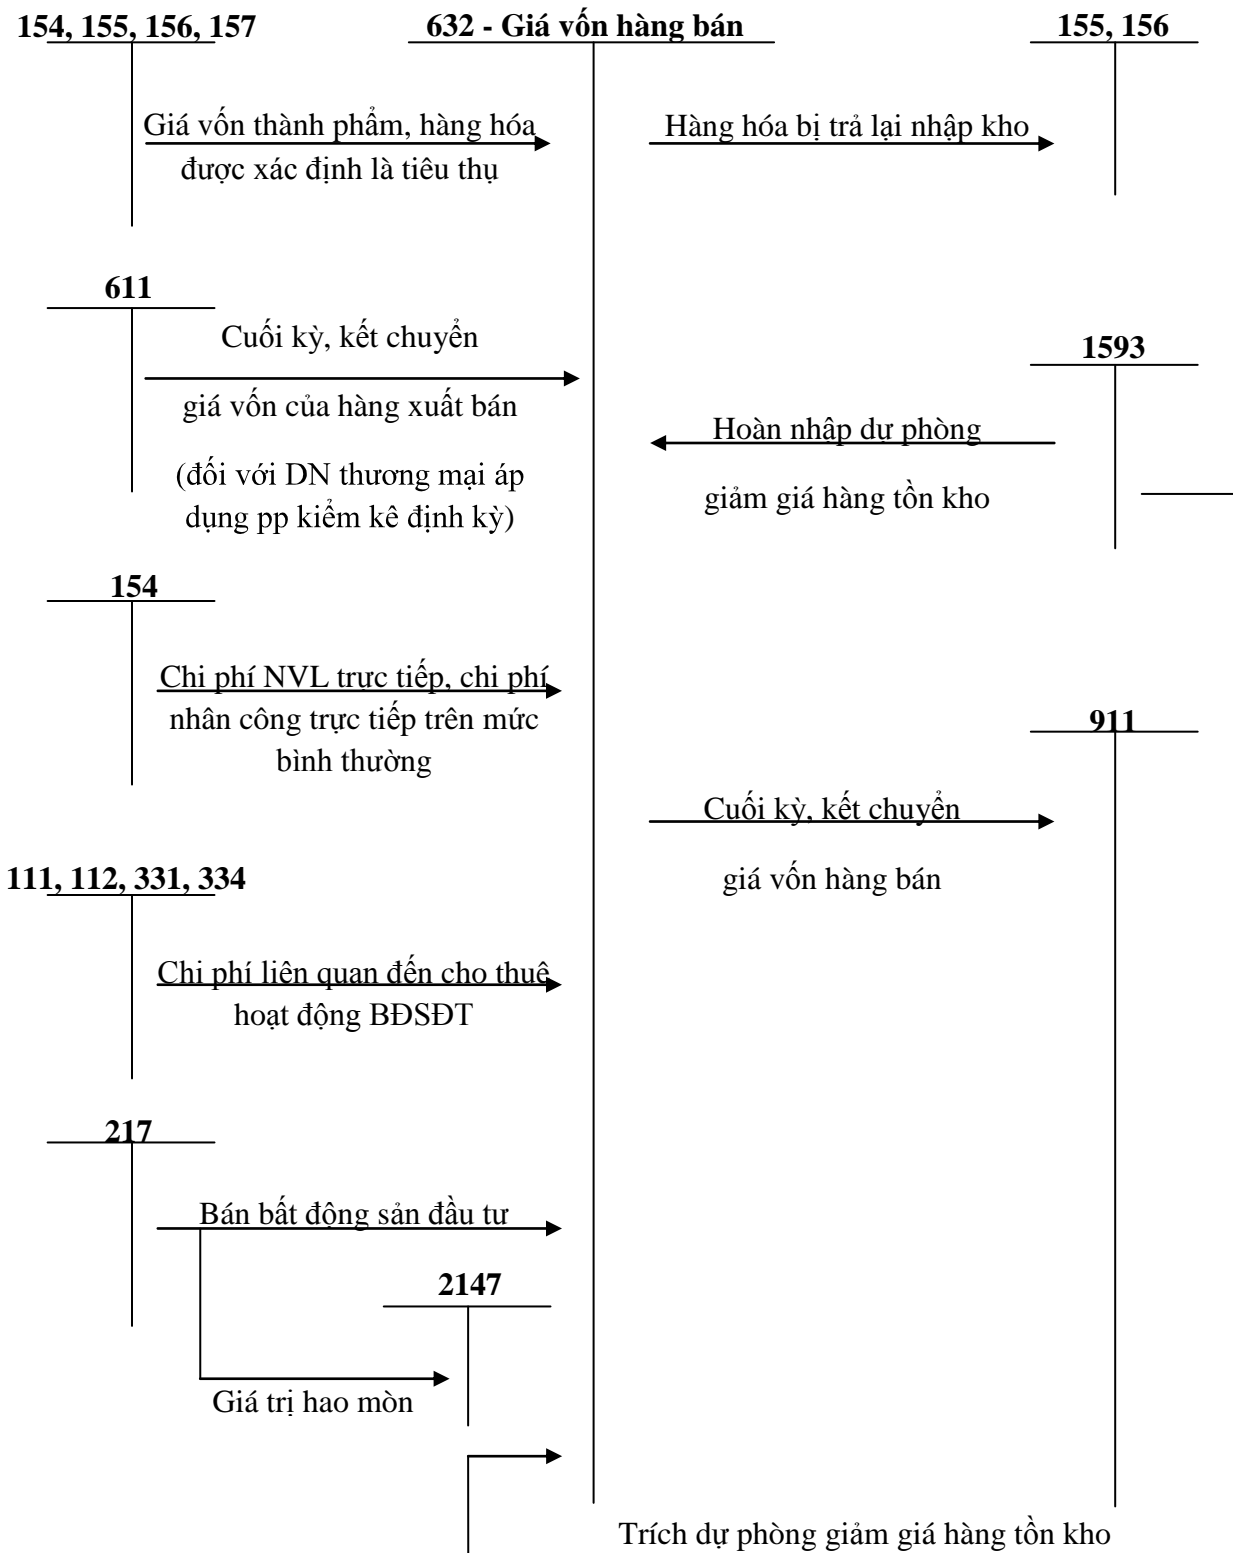 154, 155, 156, 157
632 - Giá vốn hàng bán
155, 156
Giá vốn thành phẩm, hàng hóa
được xác định là tiêu thụ
Hàng hóa bị trả lại nhập kho
611
Cuối kỳ, kết chuyển
giá vốn của hàng xuất bán
(đối với DN thương mại áp
dụng pp kiểm kê định kỳ)
1593
Hoàn nhập dự phòng
giảm giá hàng tồn kho
154
Chi phí NVL trực tiếp, chi phí
nhân công trực tiếp trên mức
bình thường
911
Cuối kỳ, kết chuyển
giá vốn hàng bán
111, 112, 331, 334
Chi phí liên quan đến cho thuê
hoạt động BĐSĐT
217
Bán bất động sản đầu tư
2147
Giá trị hao mòn
Trích dự phòng giảm giá hàng tồn kho